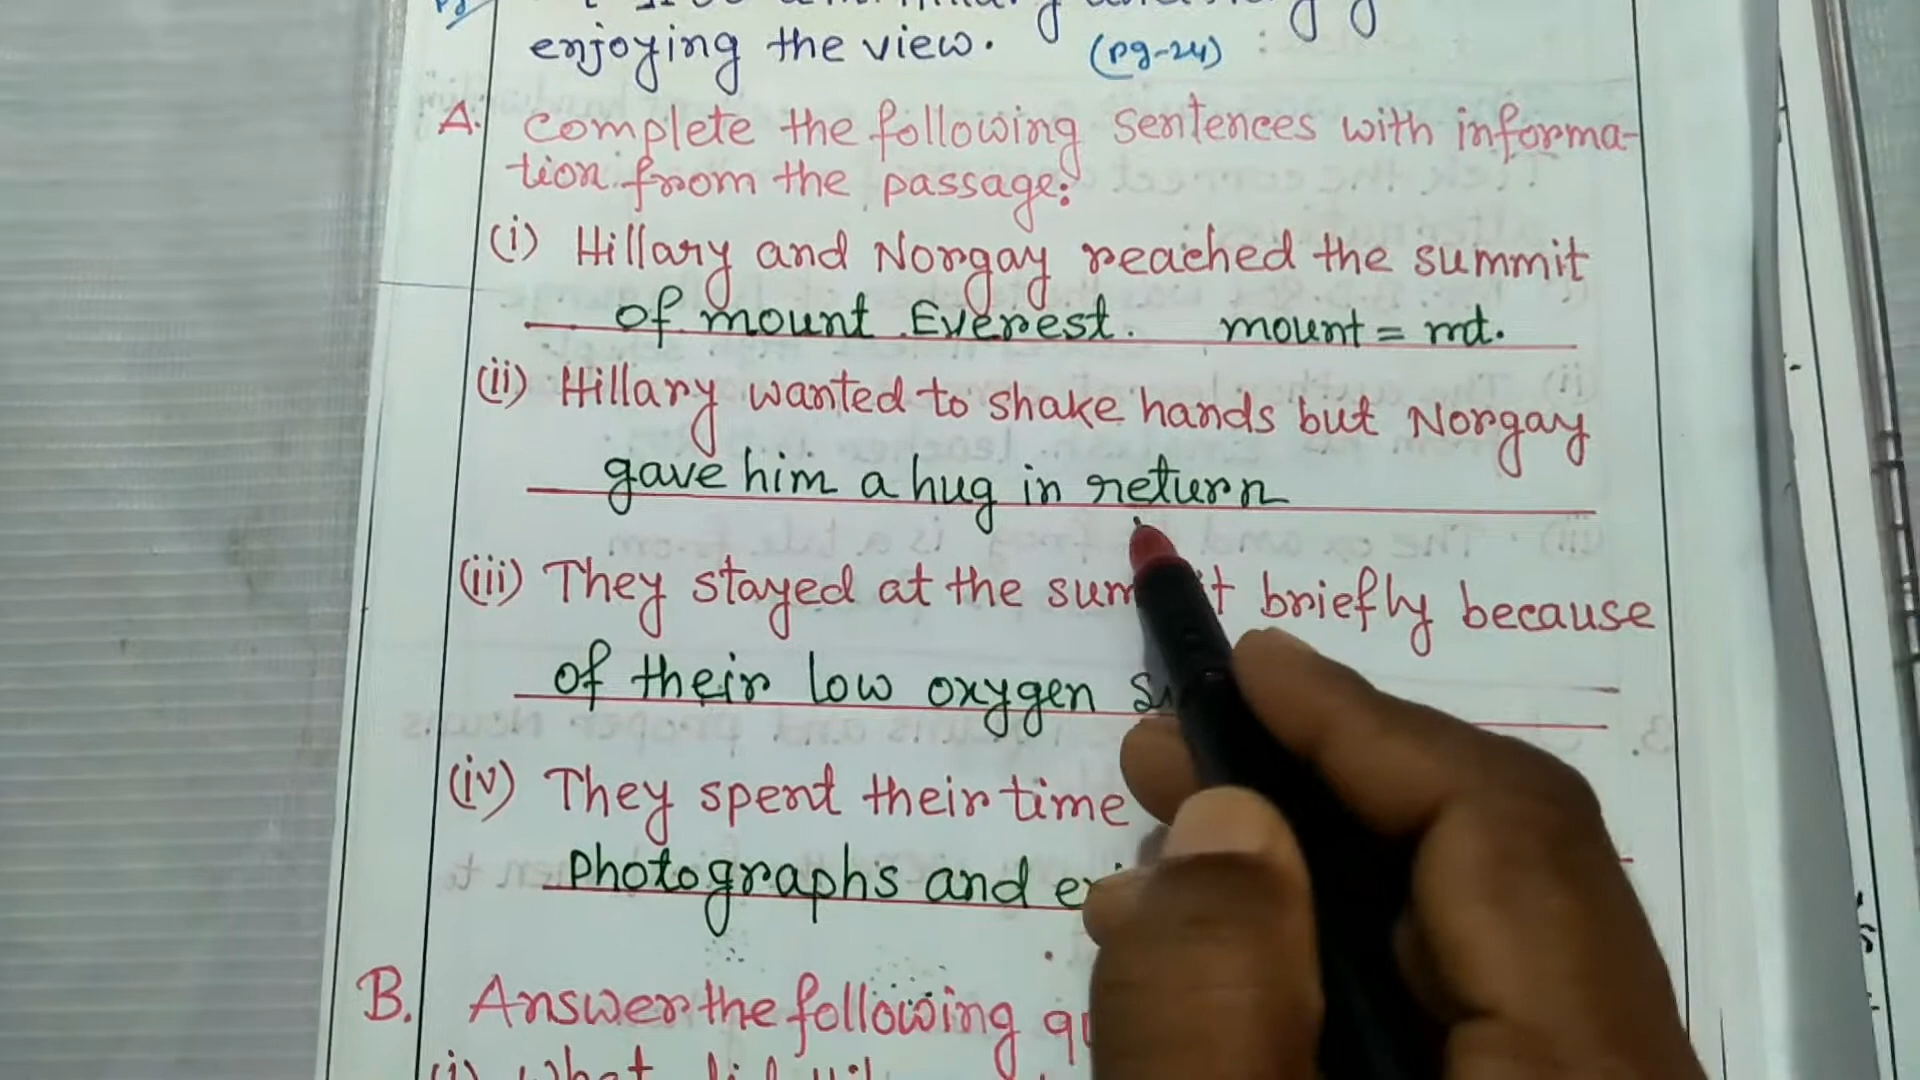 enjoying the view. (pg-24)
A. Complete the following sentences with informa-
tion from the passage:
(i) Hillary and Norgay reached the summit
of mount Everest. mount = mt.
(ii) Hillary wanted to shake hands but Norgay
gave him a hug in return
(iii) They stayed at the summit briefly because
of their low oxygen
(iv) They spent their time
photographs and
B. Answer the following
(i) What did